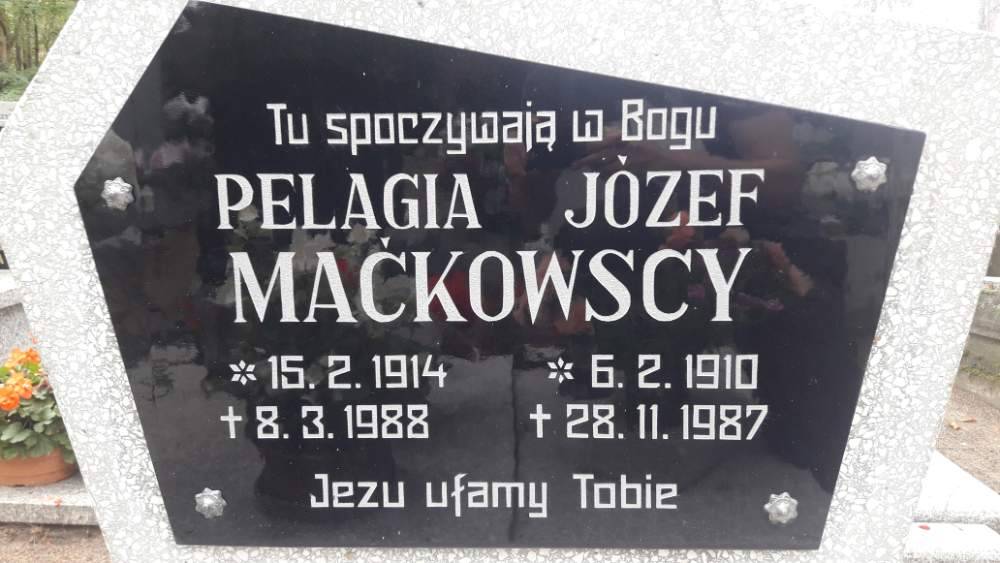 Tu spoczywają w Bogu
PELAGIA JÓZEF
MAĆKOWSCY
* 15. 2. 1914 * 6. 2. 1910
† 8. 3. 1988 † 28. 11. 1987
Jezu ufamy Tobie